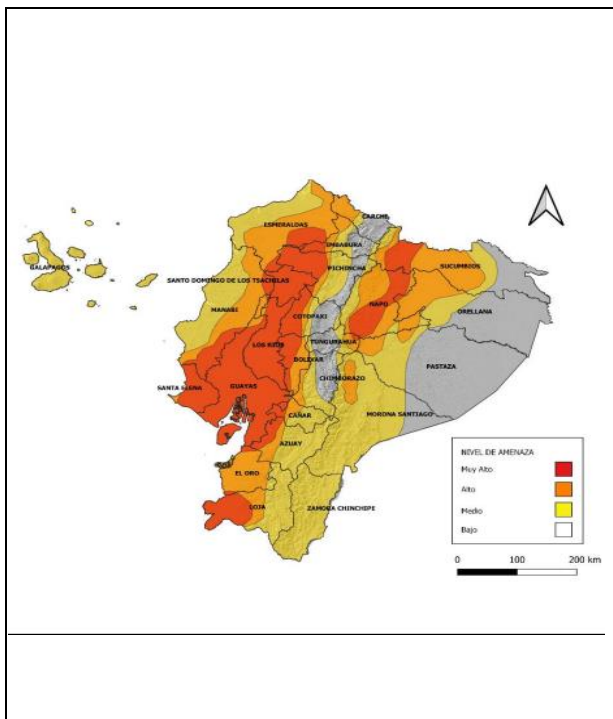 CARCHI
ESMERALDAS
IMBABURA
SUCUMBIOS
GALAPAGOS
PICHINCHA
SANTO DOMINGO DE LOS TSACHILAS
NAPO
MANABI
COTOPAXI
ORELLANA
LOS RIOS
TUNGURAHUA
BOLIVAR
PASTAZA
SANTA ELENA
GUAYAS
CHIMBORAZO
CAÑAR
MORONA SANTIAGO
AZUAY
EL ORO
LOJA
ZAMORA CHINCHIPE
NIVEL DE AMENAZA
Muy Alto
Alto
Medio
Bajo
0 100 200 km